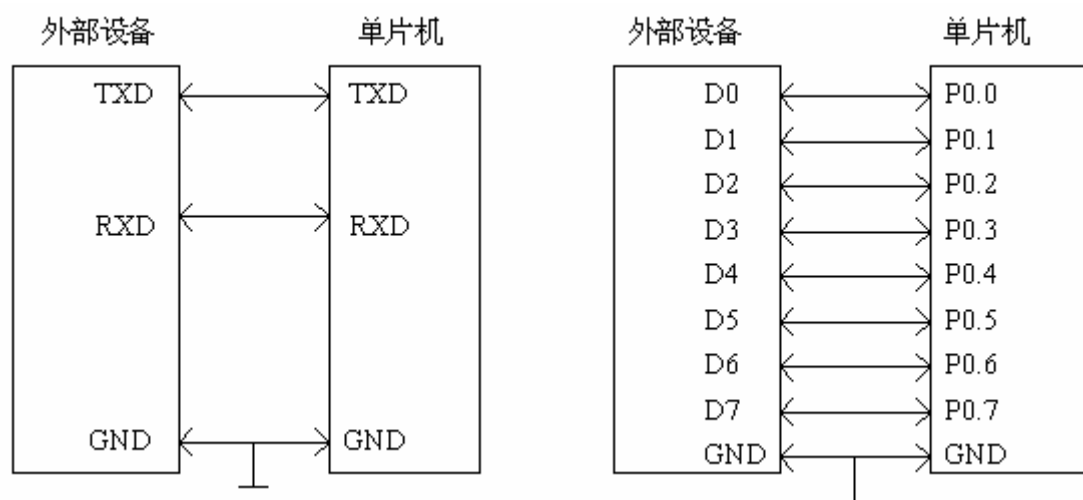 外部设备 单片机
TXD TXD
RXD RXD
GND GND
外部设备 单片机
D0 P0.0
D1 P0.1
D2 P0.2
D3 P0.3
D4 P0.4
D5 P0.5
D6 P0.6
D7 P0.7
GND GND